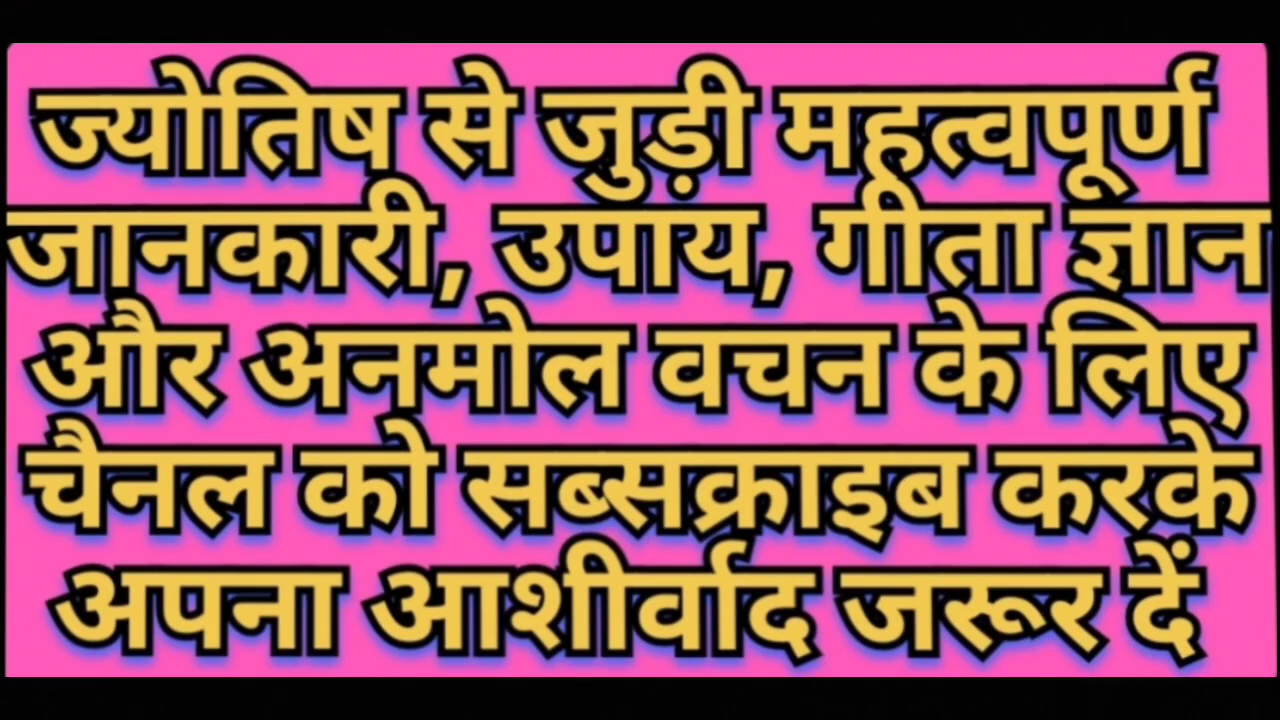 ज्योतिष से जुड़ी महत्वपूर्ण
जानकारी, उपाय, गीता ज्ञान
और अनमोल वचन के लिए
चैनल को सब्सक्राइब करके
अपना आशीर्वाद जरूर दें